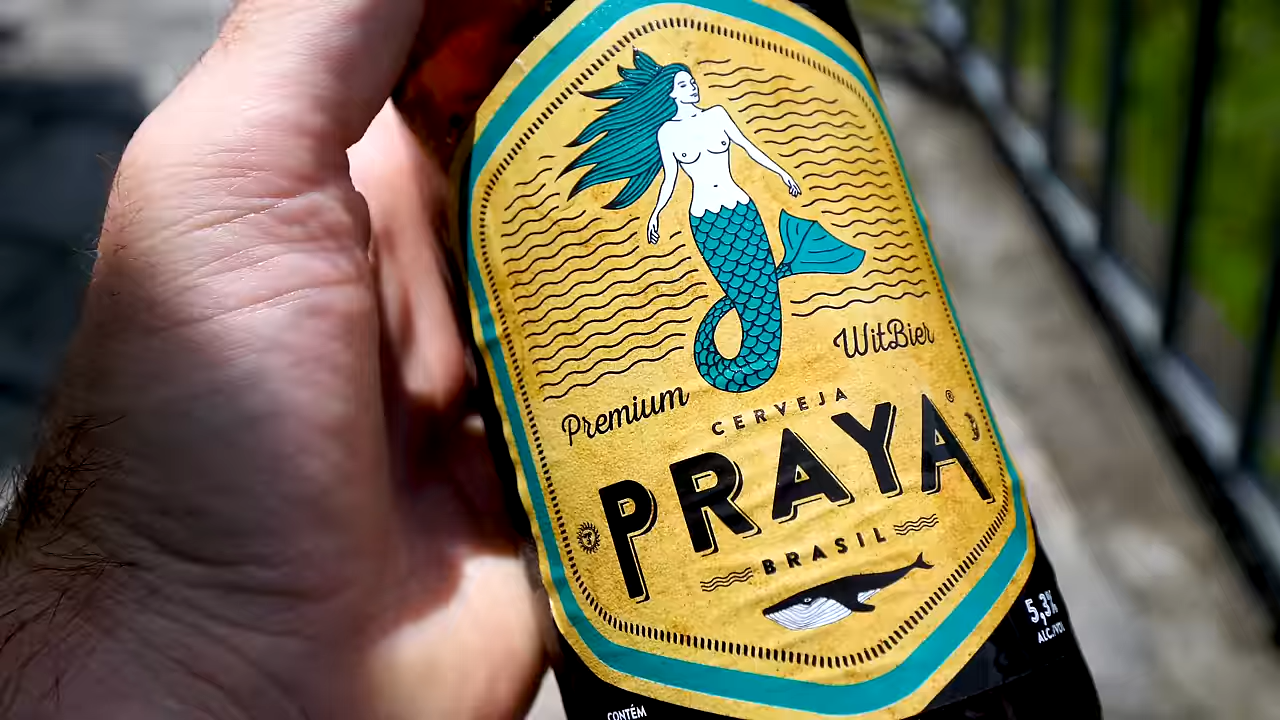 WitBier
Premium
CERVEJA
PRAYA®
BRASIL
5,3%
ALC./VOL
CONTÉM